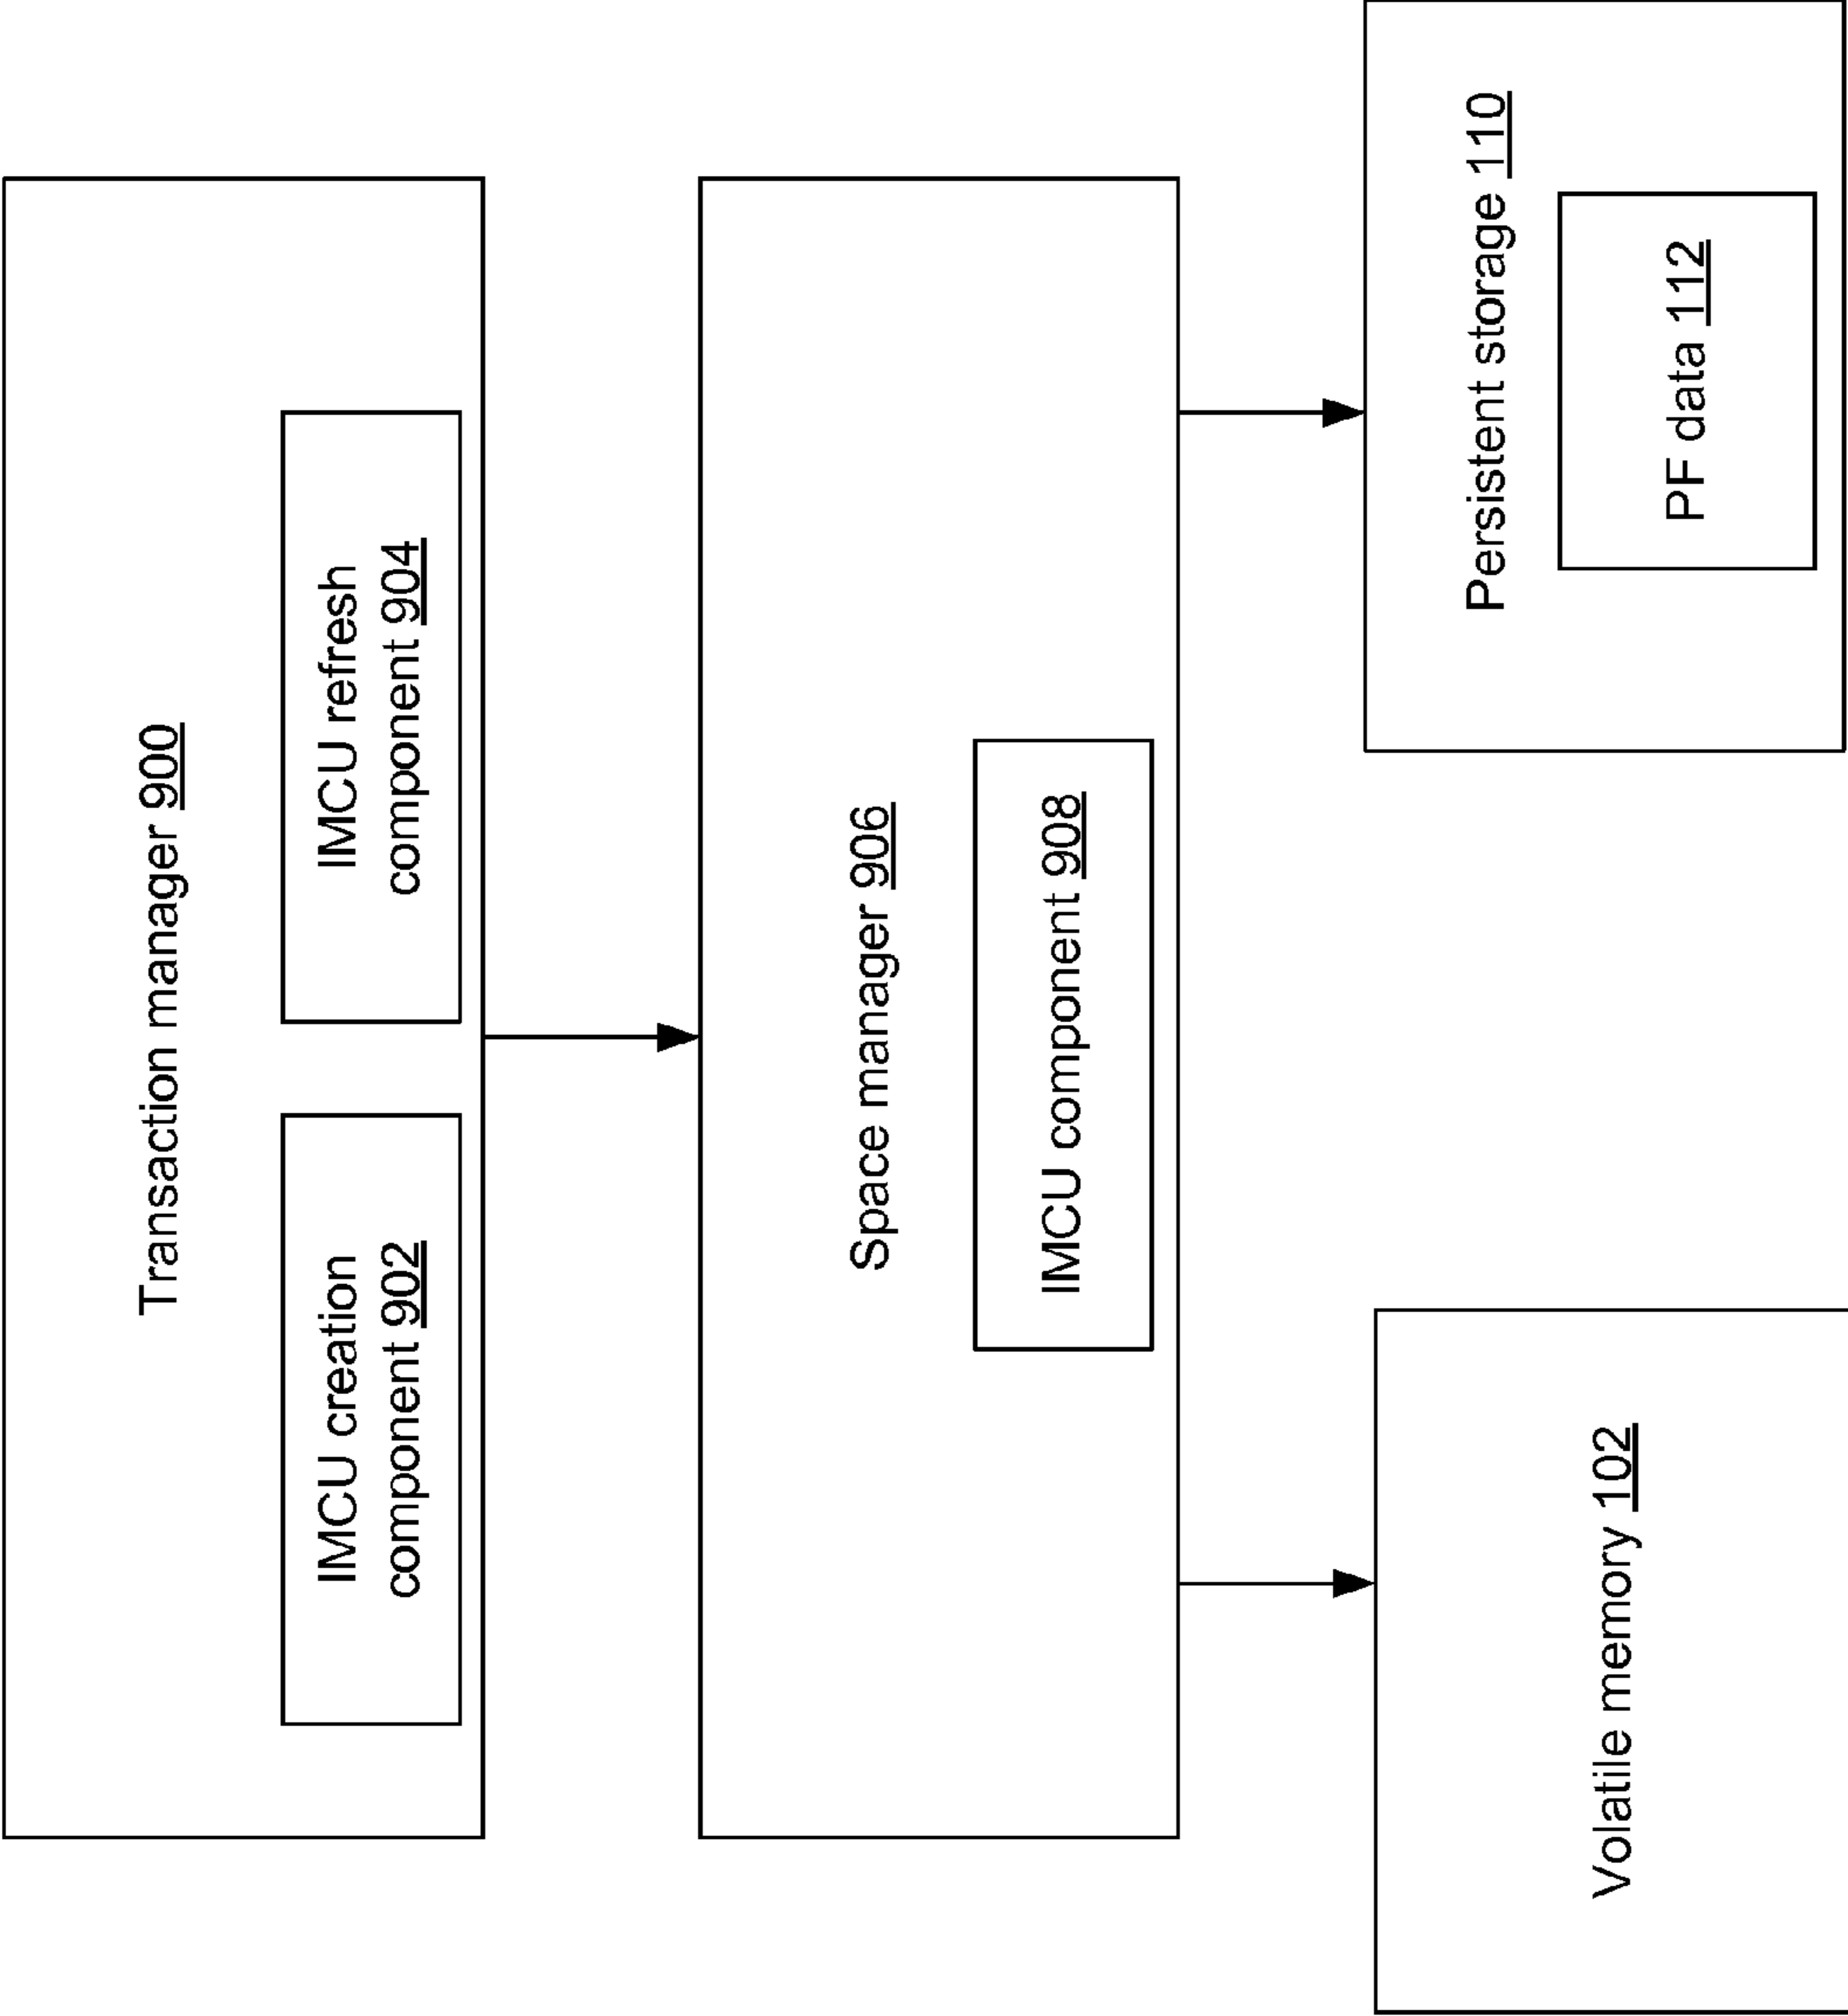 Transaction manager 900
IMCU creation
component 902
IMCU refresh
component 904
Space manager 906
IMCU component 908
Volatile memory 102
Persistent storage 110
PF data 112